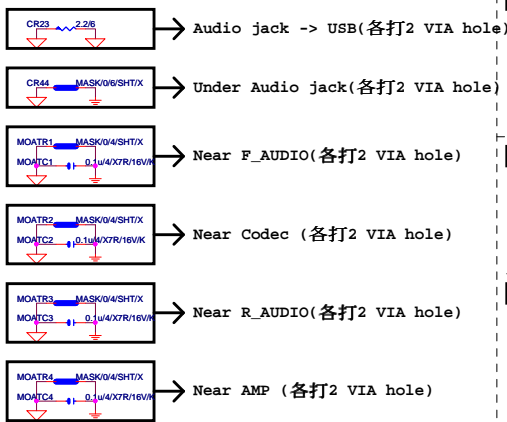 CR23 2.2/6
Audio jack -> USB(各打2 VIA hole)
CR44 MASK/0/6/SHT/X
Under Audio jack(各打2 VIA hole)
MOATR1 MASK/0/4/SHT/X
MOATC1 0.1u/4/X7R/16V/K
Near F_AUDIO(各打2 VIA hole)
MOATR2 MASK/0/4/SHT/X
MOATC2 0.1u/4/X7R/16V/K
Near Codec (各打2 VIA hole)
MOATR3 MASK/0/4/SHT/X
MOATC3 0.1u/4/X7R/16V/K
Near R_AUDIO(各打2 VIA hole)
MOATR4 MASK/0/4/SHT/X
MOATC4 0.1u/4/X7R/16V/K
Near AMP (各打2 VIA hole)